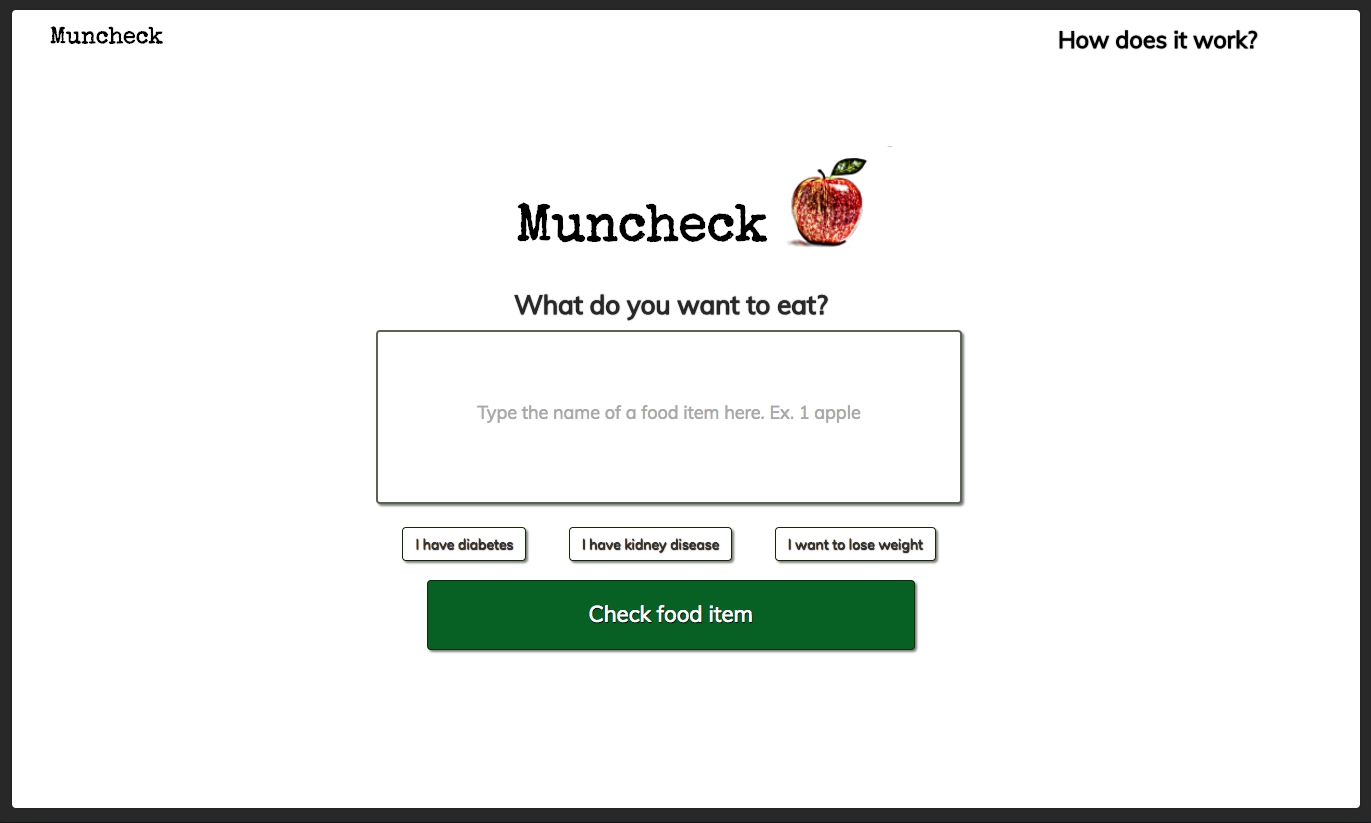 Muncheck
How does it work?
Muncheck
What do you want to eat?
Type the name of a food item here. Ex. 1 apple
I have diabetes
I have kidney disease
I want to lose weight
Check food item